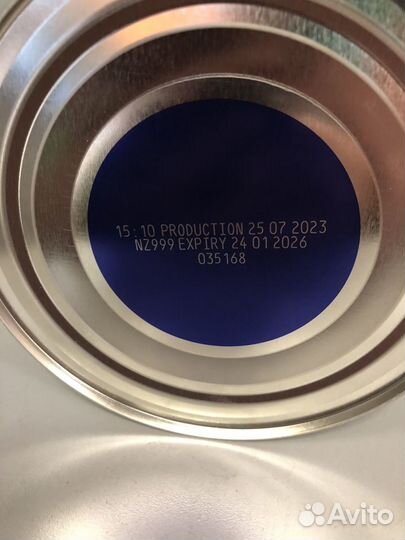 15:10 PRODUCTION 25 07 2023
NZ999 EXPIRY 24 01 2026
035168
Avito